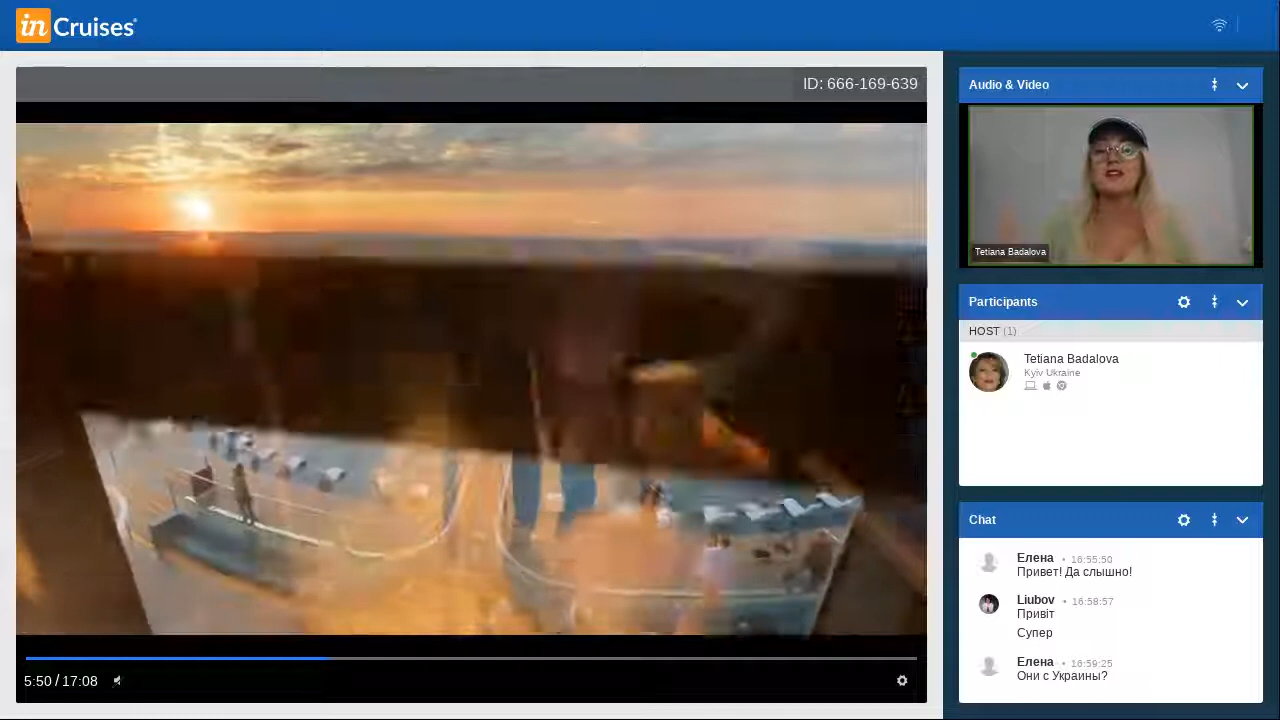 in Cruises
ID: 666-169-639
5:50 / 17:08
Audio & Video
Tetiana Badalova
Participants
HOST (1)
Tetiana Badalova
Kyiv Ukraine
Chat
Елена • 16:55:50
Привет! Да слышно!
Liubov • 16:58:57
Привіт
Супер
Елена • 16:59:25
Они с Украины?